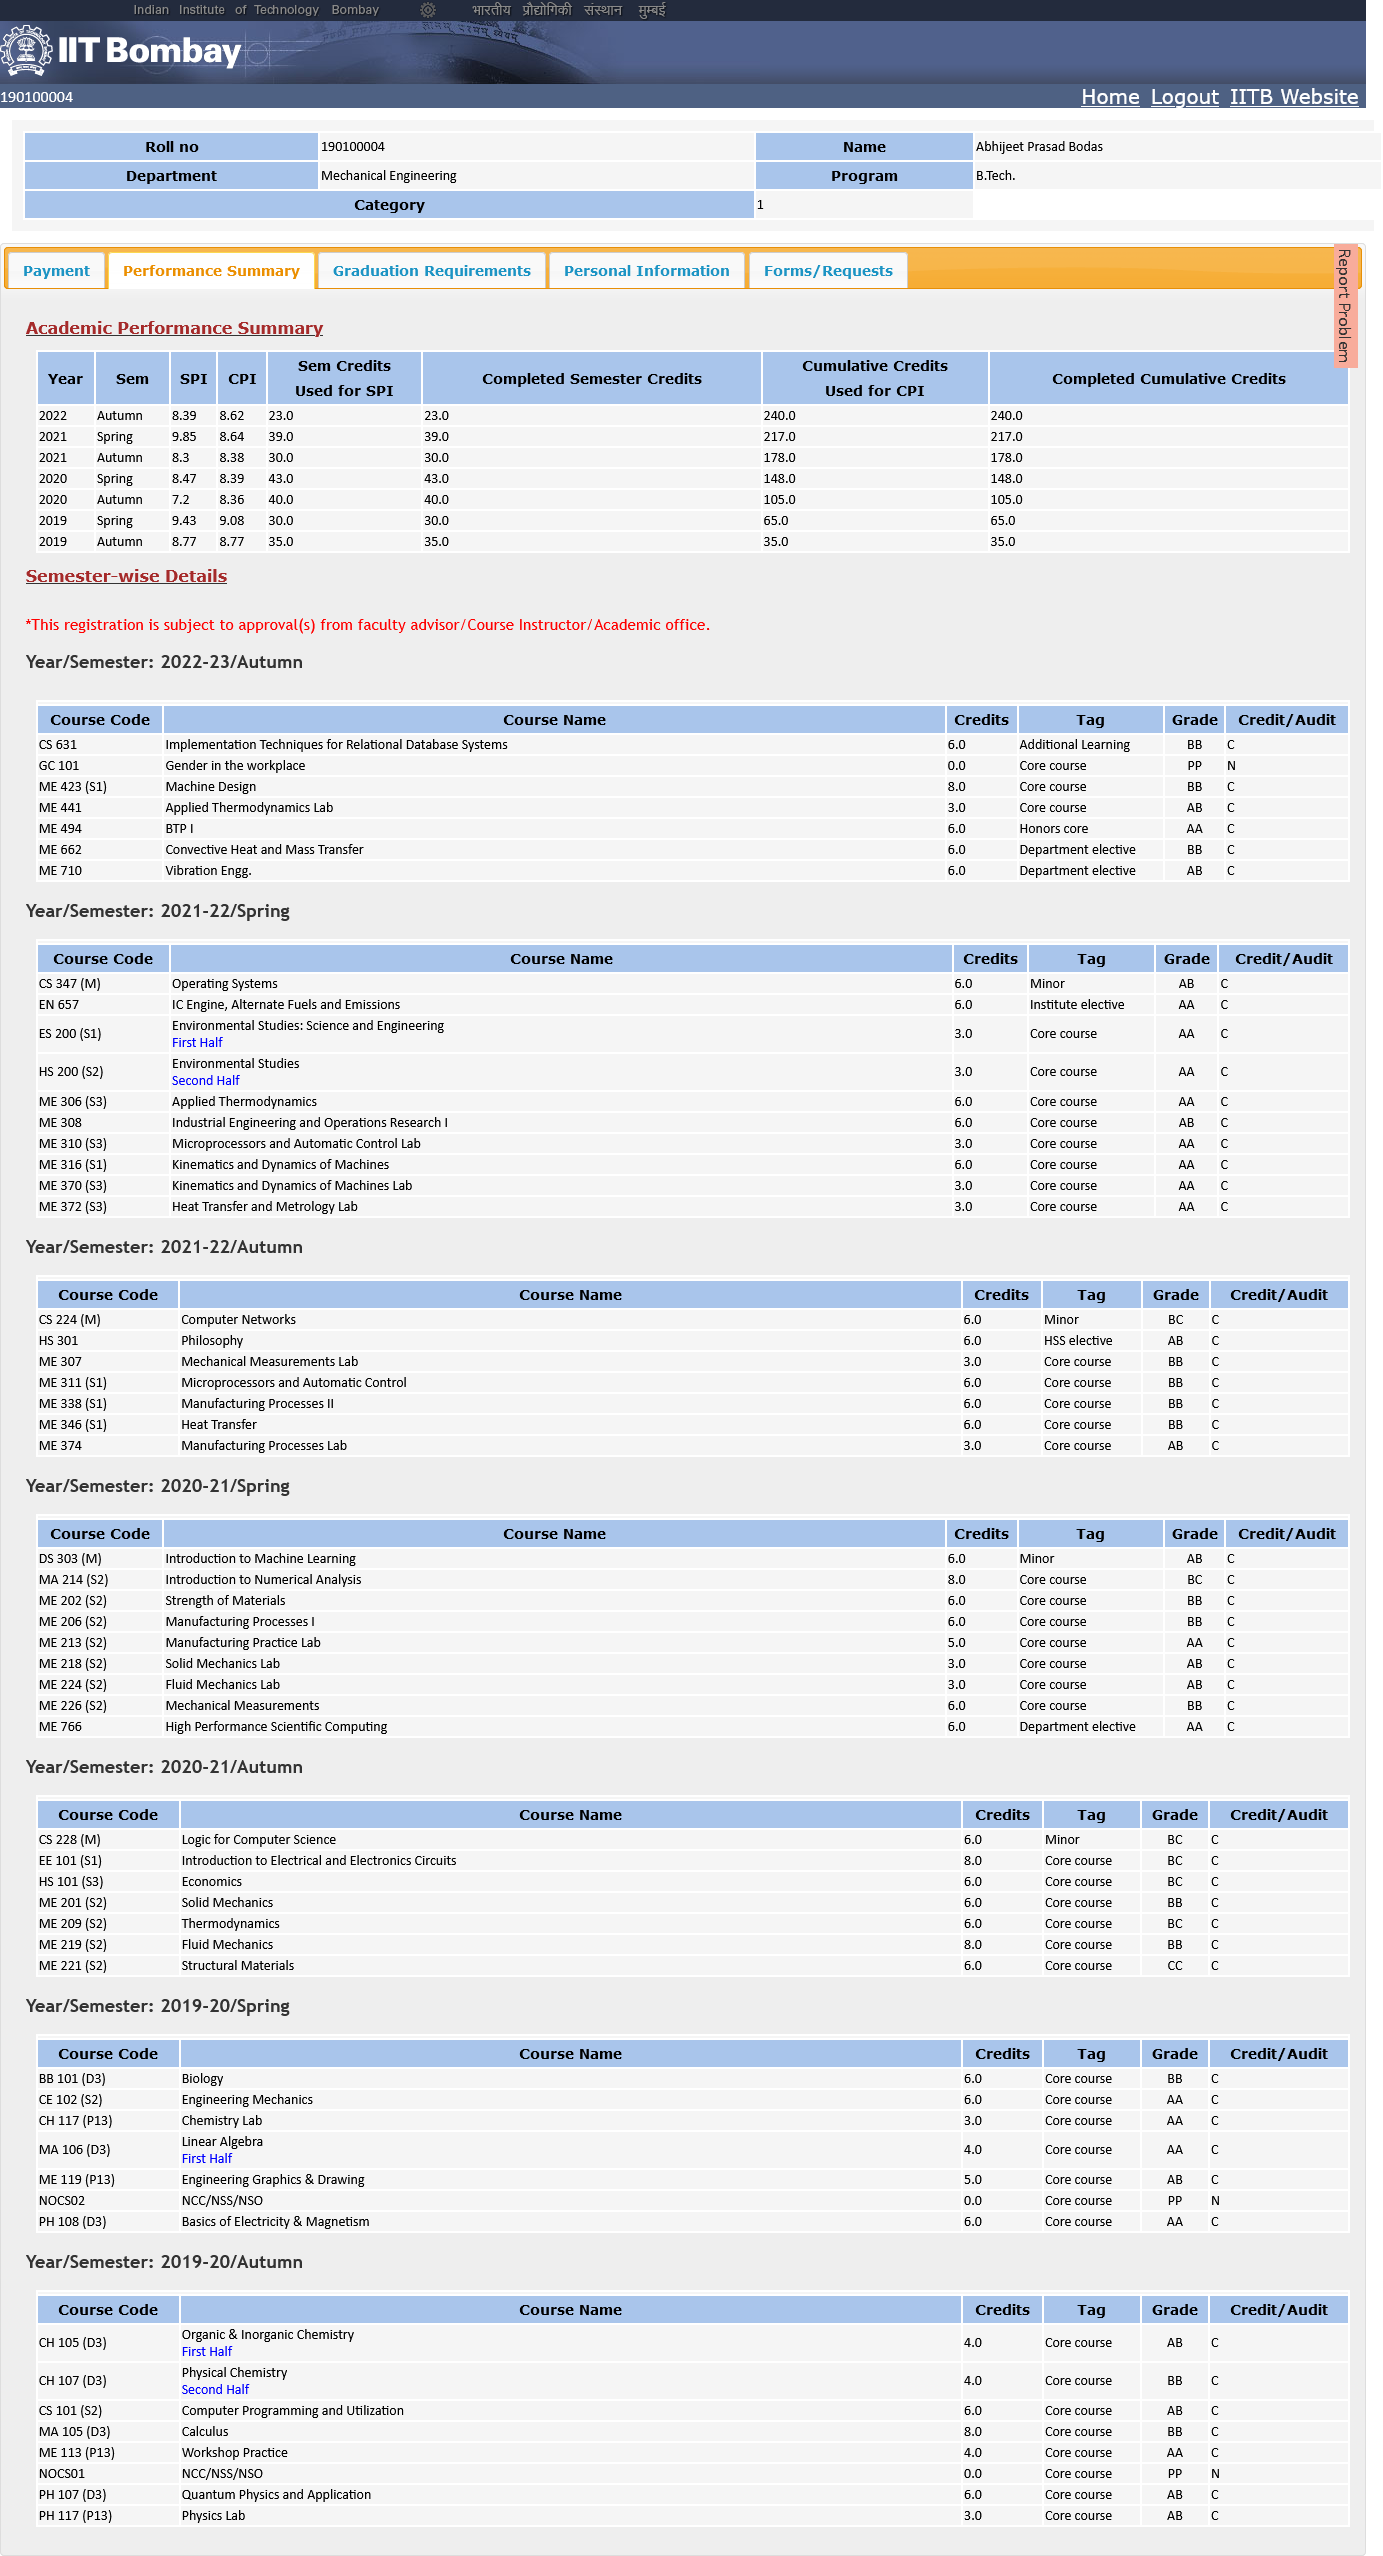 Indian Institute of Technology Bombay भारतीय प्रौद्योगिकी संस्थान मुम्बई
IIT Bombay
190100004 Home Logout IITB Website
Roll no 190100004 Name Abhijeet Prasad Bodas
Department Mechanical Engineering Program B.Tech.
Category 1
Payment Performance Summary Graduation Requirements Personal Information Forms/Requests
Report Problem
Academic Performance Summary
Year Sem SPI CPI Sem Credits Used for SPI Completed Semester Credits Cumulative Credits Used for CPI Completed Cumulative Credits
2022 Autumn 8.39 8.62 23.0 23.0 240.0 240.0
2021 Spring 9.85 8.64 39.0 39.0 217.0 217.0
2021 Autumn 8.3 8.38 30.0 30.0 178.0 178.0
2020 Spring 8.47 8.39 43.0 43.0 148.0 148.0
2020 Autumn 7.2 8.36 40.0 40.0 105.0 105.0
2019 Spring 9.43 9.08 30.0 30.0 65.0 65.0
2019 Autumn 8.77 8.77 35.0 35.0 35.0 35.0
Semester-wise Details
*This registration is subject to approval(s) from faculty advisor/Course Instructor/Academic office.
Year/Semester: 2022-23/Autumn
Course Code Course Name Credits Tag Grade Credit/Audit
CS 631 Implementation Techniques for Relational Database Systems 6.0 Additional Learning BB C
GC 101 Gender in the workplace 0.0 Core course PP N
ME 423 (S1) Machine Design 8.0 Core course BB C
ME 441 Applied Thermodynamics Lab 3.0 Core course AB C
ME 494 BTP I 6.0 Honors core AA C
ME 662 Convective Heat and Mass Transfer 6.0 Department elective BB C
ME 710 Vibration Engg. 6.0 Department elective AB C
Year/Semester: 2021-22/Spring
Course Code Course Name Credits Tag Grade Credit/Audit
CS 347 (M) Operating Systems 6.0 Minor AB C
EN 657 IC Engine, Alternate Fuels and Emissions 6.0 Institute elective AA C
ES 200 (S1) Environmental Studies: Science and Engineering First Half 3.0 Core course AA C
HS 200 (S2) Environmental Studies Second Half 3.0 Core course AA C
ME 306 (S3) Applied Thermodynamics 6.0 Core course AA C
ME 308 Industrial Engineering and Operations Research I 6.0 Core course AB C
ME 310 (S3) Microprocessors and Automatic Control Lab 3.0 Core course AA C
ME 316 (S1) Kinematics and Dynamics of Machines 6.0 Core course AA C
ME 370 (S3) Kinematics and Dynamics of Machines Lab 3.0 Core course AA C
ME 372 (S3) Heat Transfer and Metrology Lab 3.0 Core course AA C
Year/Semester: 2021-22/Autumn
Course Code Course Name Credits Tag Grade Credit/Audit
CS 224 (M) Computer Networks 6.0 Minor BC C
HS 301 Philosophy 6.0 HSS elective AB C
ME 307 Mechanical Measurements Lab 3.0 Core course BB C
ME 311 (S1) Microprocessors and Automatic Control 6.0 Core course BB C
ME 338 (S1) Manufacturing Processes II 6.0 Core course BB C
ME 346 (S1) Heat Transfer 6.0 Core course BB C
ME 374 Manufacturing Processes Lab 3.0 Core course AB C
Year/Semester: 2020-21/Spring
Course Code Course Name Credits Tag Grade Credit/Audit
DS 303 (M) Introduction to Machine Learning 6.0 Minor AB C
MA 214 (S2) Introduction to Numerical Analysis 8.0 Core course BC C
ME 202 (S2) Strength of Materials 6.0 Core course BB C
ME 206 (S2) Manufacturing Processes I 6.0 Core course BB C
ME 213 (S2) Manufacturing Practice Lab 5.0 Core course AA C
ME 218 (S2) Solid Mechanics Lab 3.0 Core course AB C
ME 224 (S2) Fluid Mechanics Lab 3.0 Core course AB C
ME 226 (S2) Mechanical Measurements 6.0 Core course BB C
ME 766 High Performance Scientific Computing 6.0 Department elective AA C
Year/Semester: 2020-21/Autumn
Course Code Course Name Credits Tag Grade Credit/Audit
CS 228 (M) Logic for Computer Science 6.0 Minor BC C
EE 101 (S1) Introduction to Electrical and Electronics Circuits 8.0 Core course BC C
HS 101 (S3) Economics 6.0 Core course BC C
ME 201 (S2) Solid Mechanics 6.0 Core course BB C
ME 209 (S2) Thermodynamics 6.0 Core course BC C
ME 219 (S2) Fluid Mechanics 8.0 Core course BB C
ME 221 (S2) Structural Materials 6.0 Core course CC C
Year/Semester: 2019-20/Spring
Course Code Course Name Credits Tag Grade Credit/Audit
BB 101 (D3) Biology 6.0 Core course BB C
CE 102 (S2) Engineering Mechanics 6.0 Core course AA C
CH 117 (P13) Chemistry Lab 3.0 Core course AA C
MA 106 (D3) Linear Algebra First Half 4.0 Core course AA C
ME 119 (P13) Engineering Graphics & Drawing 5.0 Core course AB C
NOCS02 NCC/NSS/NSO 0.0 Core course PP N
PH 108 (D3) Basics of Electricity & Magnetism 6.0 Core course AA C
Year/Semester: 2019-20/Autumn
Course Code Course Name Credits Tag Grade Credit/Audit
CH 105 (D3) Organic & Inorganic Chemistry First Half 4.0 Core course AB C
CH 107 (D3) Physical Chemistry Second Half 4.0 Core course BB C
CS 101 (S2) Computer Programming and Utilization 6.0 Core course AB C
MA 105 (D3) Calculus 8.0 Core course BB C
ME 113 (P13) Workshop Practice 4.0 Core course AA C
NOCS01 NCC/NSS/NSO 0.0 Core course PP N
PH 107 (D3) Quantum Physics and Application 6.0 Core course AB C
PH 117 (P13) Physics Lab 3.0 Core course AB C